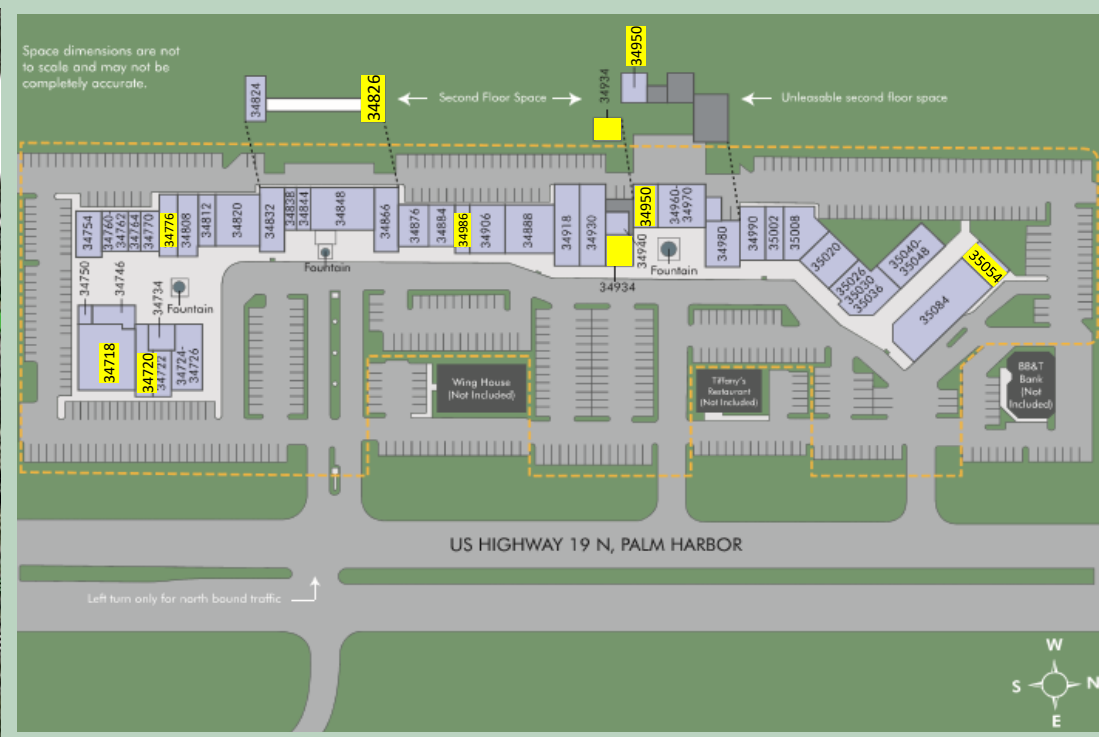 Space dimensions are not
to scale and may not be
completely accurate.
34824
34826
Second Floor Space
34934
34950
Unleasable second floor space
34754
34760-
34762
34764
34770
34776
34808
34812
34820
34832
34838
34844
34848
34866
34876
34884
34986
34906
34888
34918
34930
34934
34940
34950
34960-
34970
34980
34990
35002
35008
35020
35026
35030
35036
35040-
35048
35054
35084
Fountain
Fountain
Fountain
34750
34746
34734
34718
34720
34722
34724-
34726
Wing House
(Not Included)
Tiffany's
Restaurant
(Not Included)
BB&T
Bank
(Not
Included)
US HIGHWAY 19 N, PALM HARBOR
Left turn only for north bound traffic
W
S
N
E